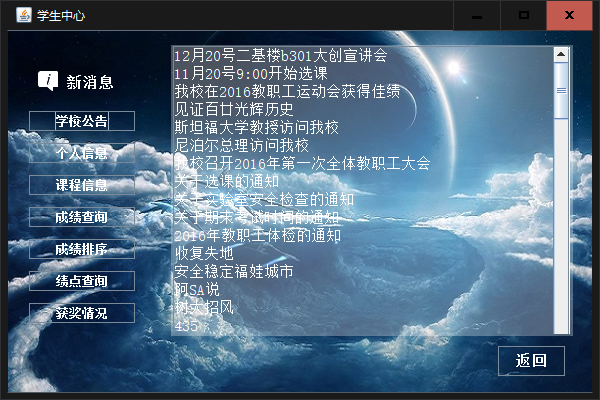 学生中心
新消息
学校公告
个人信息
课程信息
成绩查询
成绩排序
绩点查询
获奖情况
12月20号二基楼b301大创宣讲会
11月20号9:00开始选课
我校在2016教职工运动会获得佳绩
见证百廿光辉历史
斯坦福大学教授访问我校
尼泊尔总理访问我校
我校召开2016年第一次全体教职工大会
关于选课的通知
关于实验室安全检查的通知
关于期末考试时间的通知
2016年教职工体检的通知
收复失地
安全稳定福娃城市
阿SA说
树大招风
435
返回